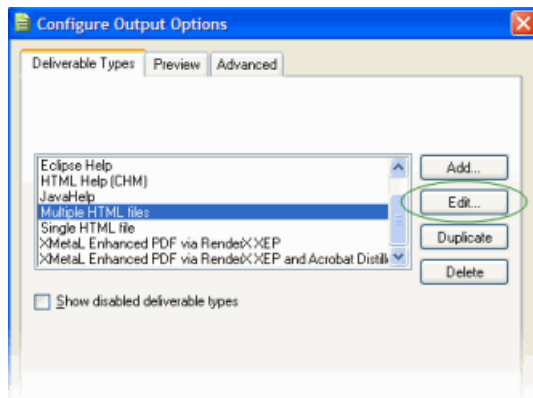 Configure Output Options
Deliverable Types Preview Advanced
Eclipse Help
HTML Help (CHM)
JavaHelp
Multiple HTML files
Single HTML file
XMetaL Enhanced PDF via RenderX XEP
XMetaL Enhanced PDF via RenderX XEP and Acrobat Distill
Add...
Edit...
Duplicate
Delete
Show disabled deliverable types